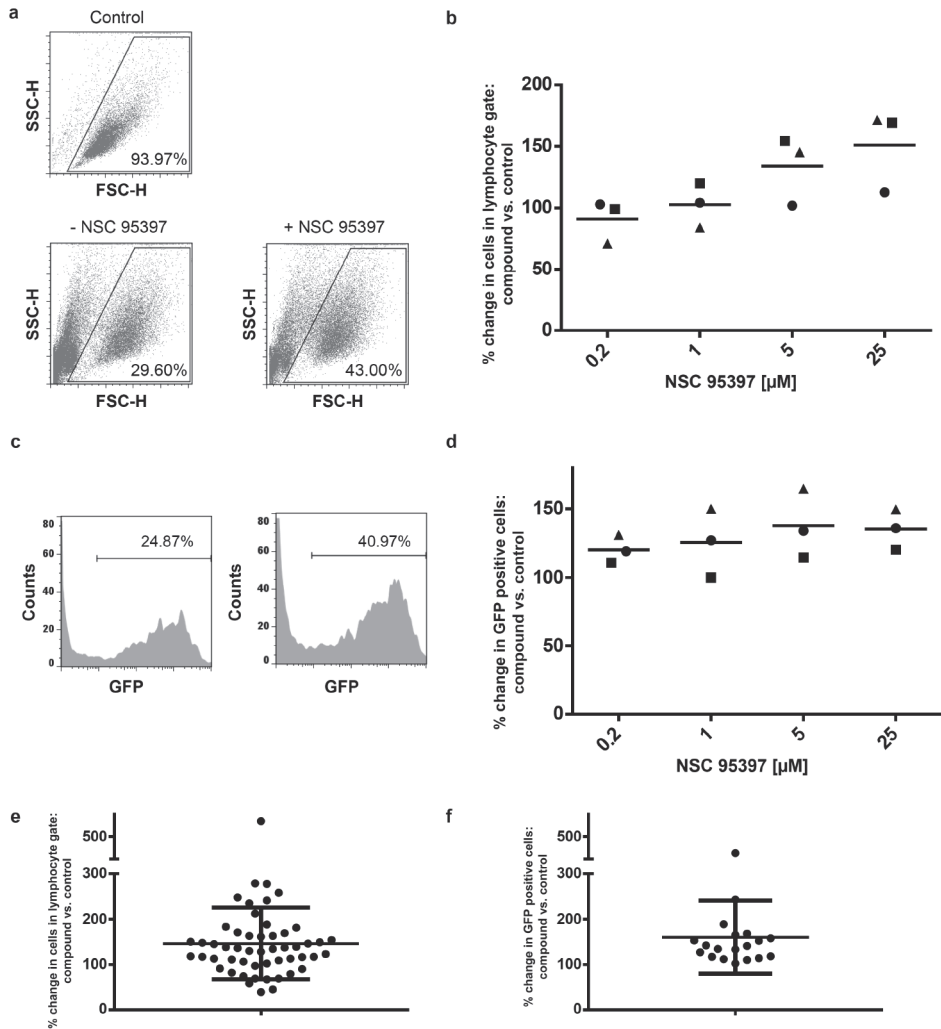 a
Control
SSC-H
93.97%
FSC-H
- NSC 95397
SSC-H
29.60%
FSC-H
+ NSC 95397
SSC-H
43.00%
FSC-H
b
% change in cells in lymphocyte gate:
compound vs. control
200
150
100
50
0
0.2
1
5
25
NSC 95397 [µM]
c
Counts
80
60
40
20
0
24.87%
GFP
Counts
80
60
40
20
0
40.97%
GFP
d
% change in GFP positive cells:
compound vs. control
150
100
50
0
0.2
1
5
25
NSC 95397 [µM]
e
% change in cells in lymphocyte gate:
compound vs. control
500
300
200
100
0
f
% change in GFP positive cells:
compound vs. control
500
300
200
100
0